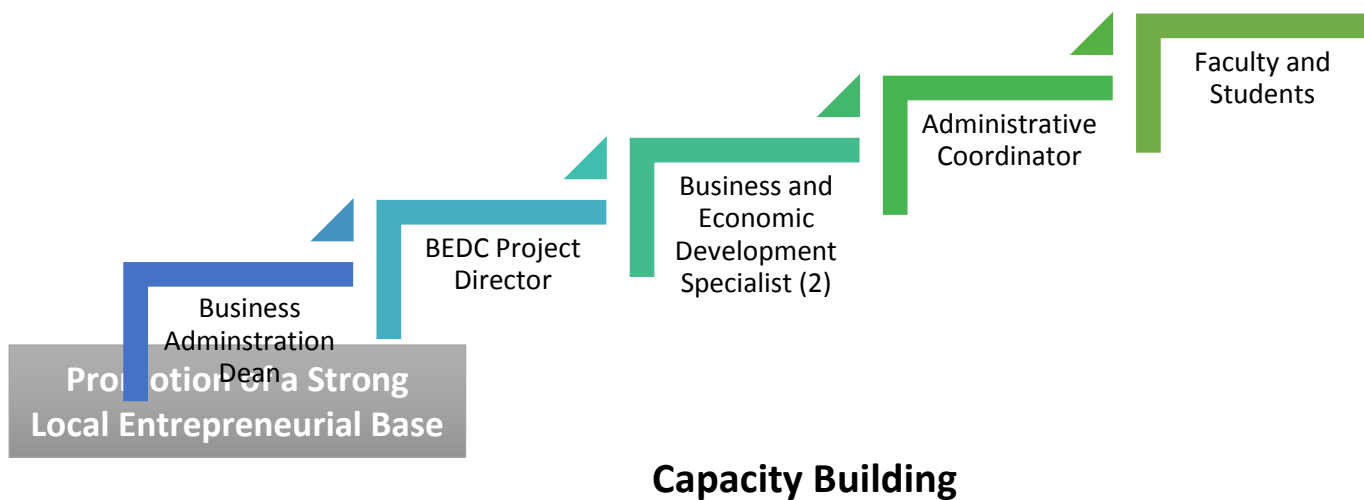 Faculty and
Students
Administrative
Coordinator
Business and
Economic
Development
Specialist (2)
BEDC Project
Director
Business
Adminstration
Dean
Promotion of a Strong
Local Entrepreneurial Base
Capacity Building